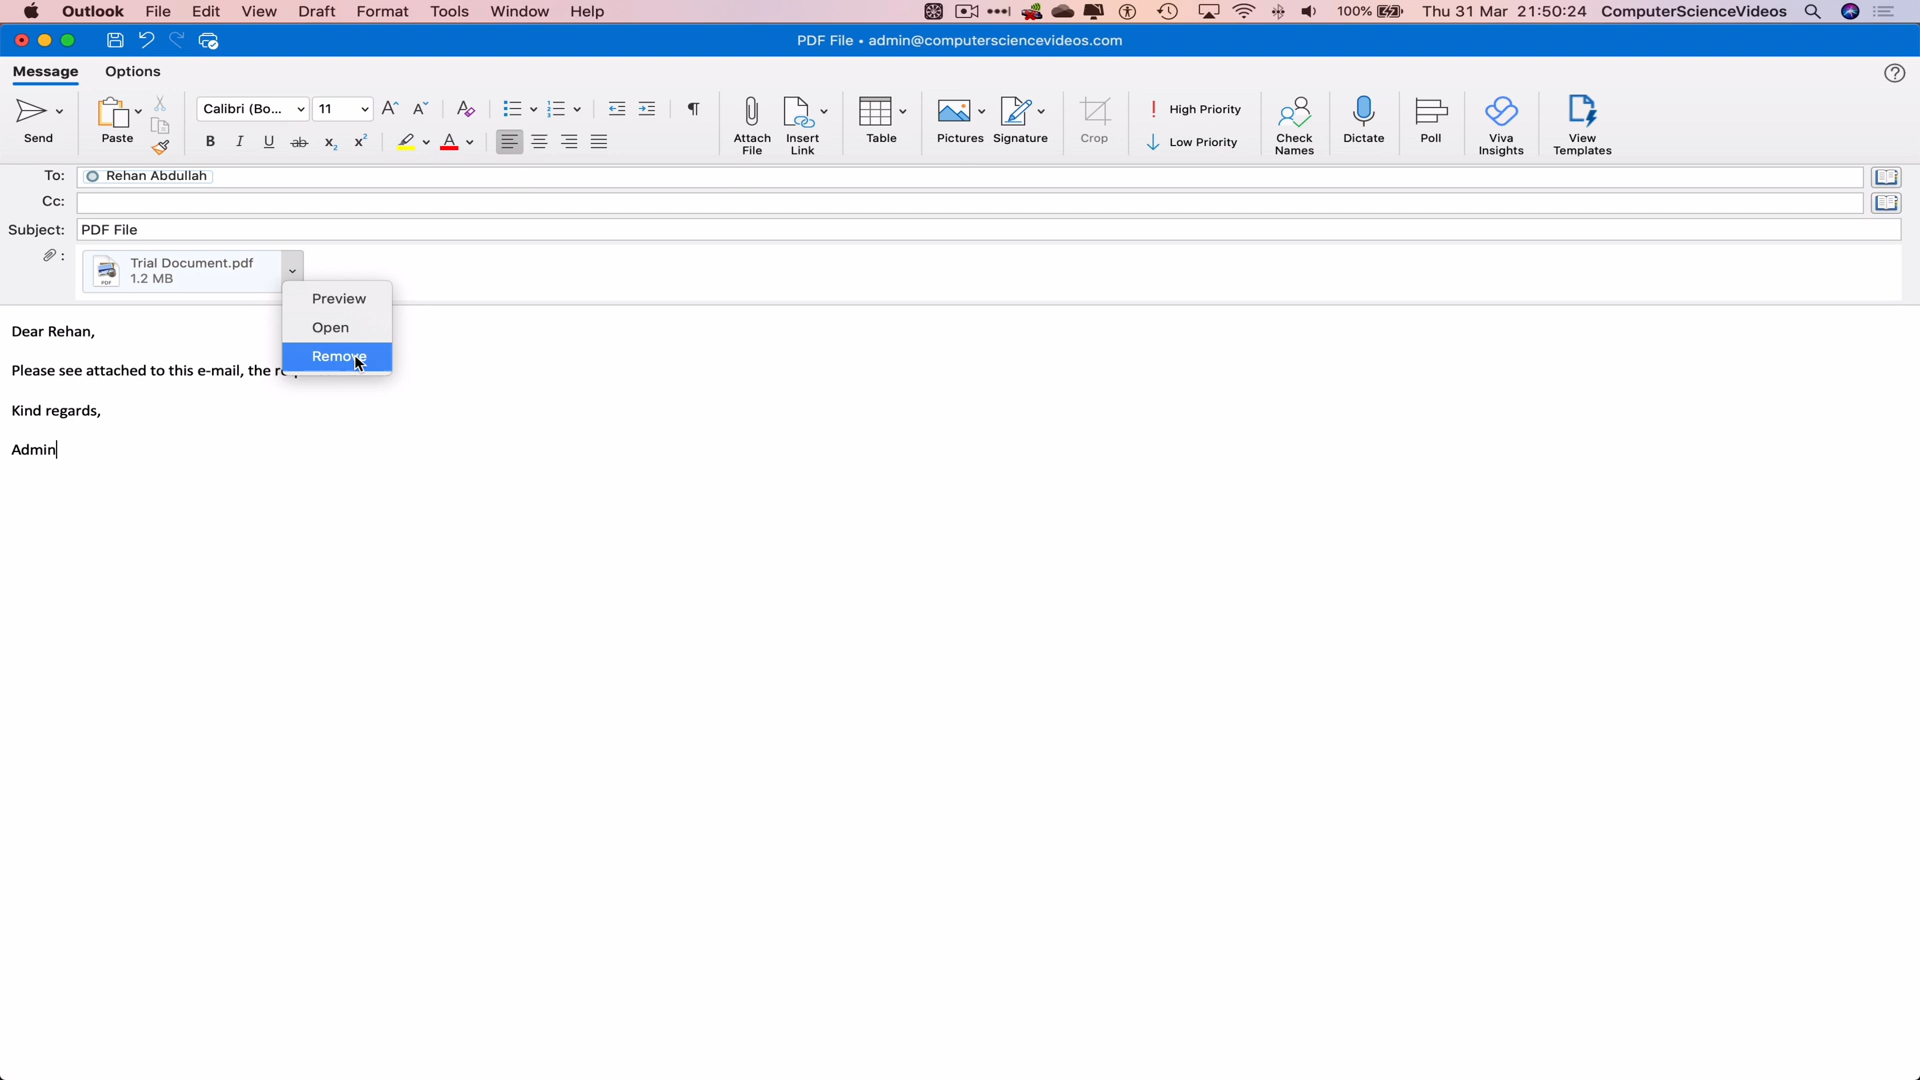 Outlook File Edit View Draft Format Tools Window Help 100% Thu 31 Mar 21:50:24 ComputerScienceVideos
PDF File • admin@computersciencevideos.com
Message Options
Calibri (Bo... 11
High Priority
Low Priority
Send Paste Attach File Insert Link Table Pictures Signature Crop Check Names Dictate Poll Viva Insights View Templates
To: Rehan Abdullah
Cc:
Subject: PDF File
Trial Document.pdf
1.2 MB
Preview
Open
Remove
Dear Rehan,
Please see attached to this e-mail, the
Kind regards,
Admin